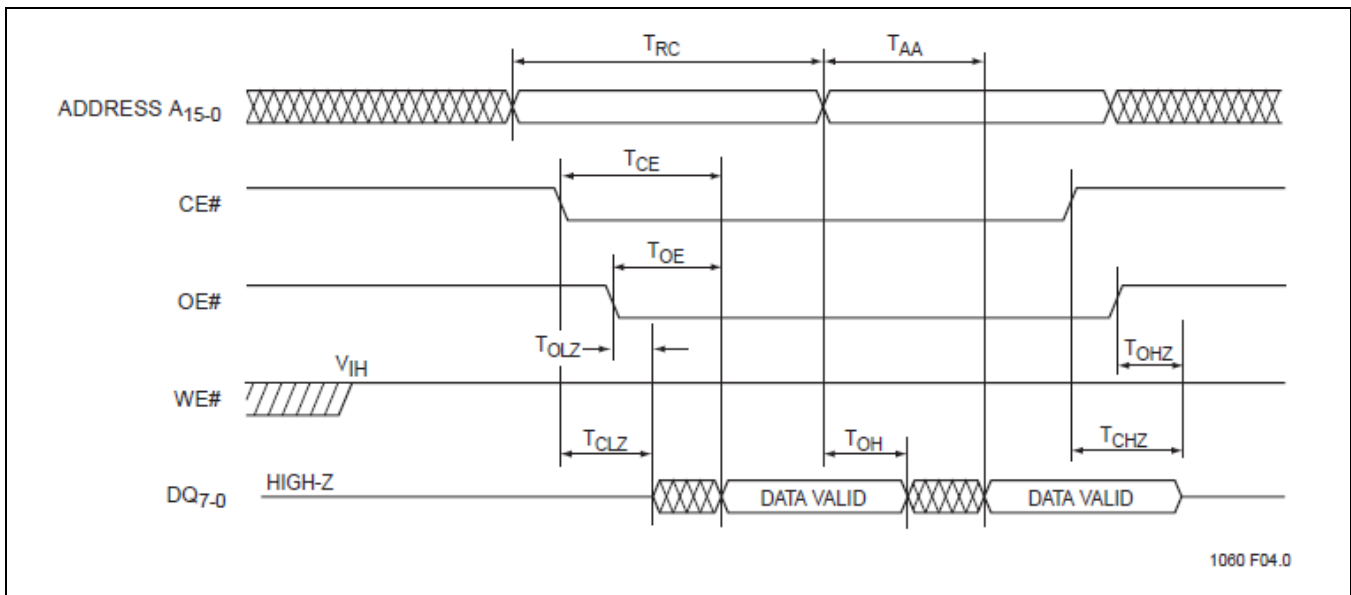 TRC TAA
ADDRESS A15-0
TCE
CE#
TOE
OE#
TOLZ TOHZ
VIH
WE#
TCLZ TOH TCHZ
HIGH-Z
DQ7-0 DATA VALID DATA VALID
1060 F04.0